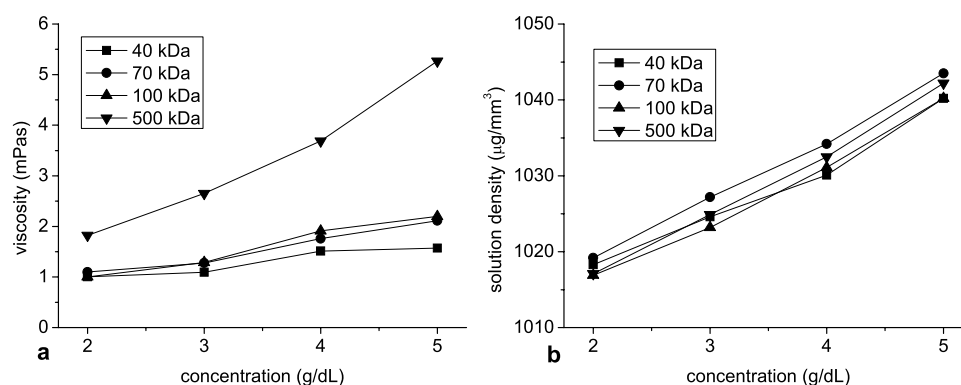 6
5
4
3
2
1
0
viscosity (mPas)
40 kDa
70 kDa
100 kDa
500 kDa
2 3 4 5
a
concentration (g/dL)
1050
1040
1030
1020
1010
solution density (µg/mm³)
40 kDa
70 kDa
100 kDa
500 kDa
2 3 4 5
b
concentration (g/dL)